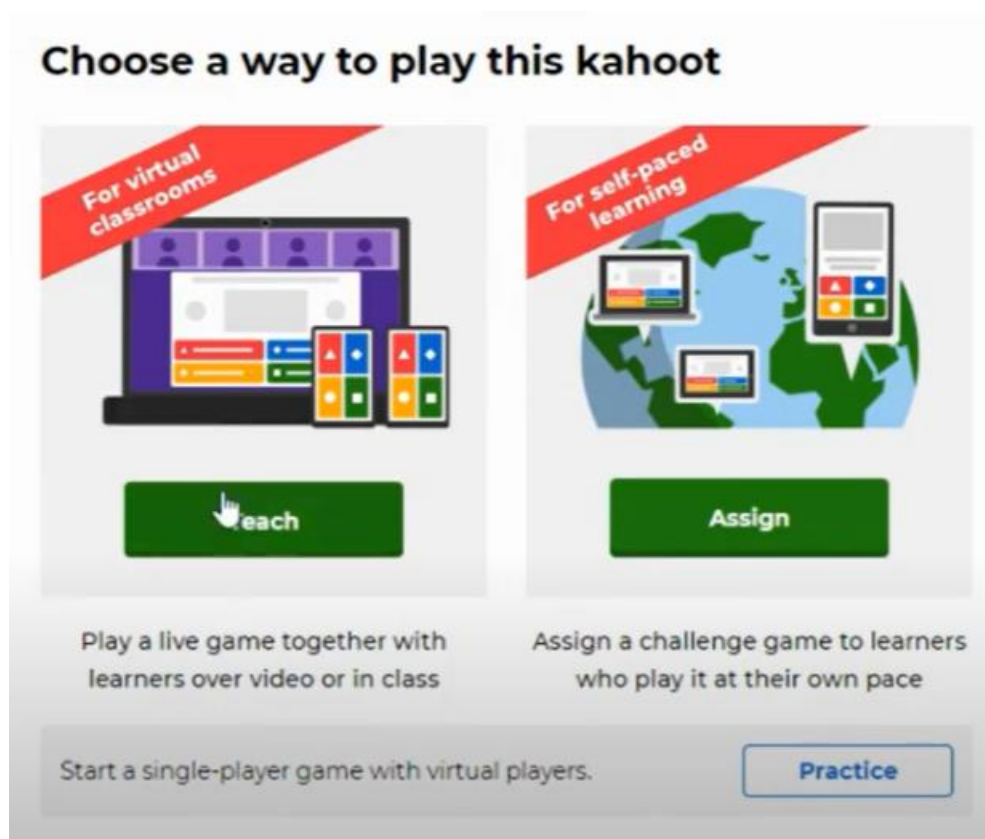 Choose a way to play this kahoot
For virtual
classrooms
For self-paced
learning
each
Assign
Play a live game together with
learners over video or in class
Assign a challenge game to learners
who play it at their own pace
Start a single-player game with virtual players.
Practice